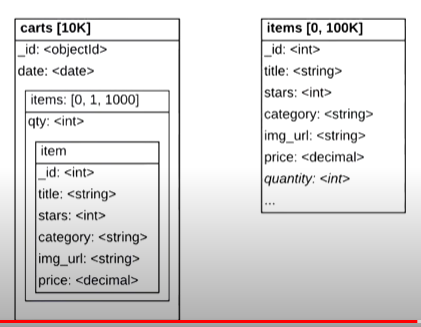 carts [10K]
_id: <objectId>
date: <date>
items: [0, 1, 1000]
qty: <int>
item
_id: <int>
title: <string>
stars: <int>
category: <string>
img_url: <string>
price: <decimal>
items [0, 100K]
_id: <int>
title: <string>
stars: <int>
category: <string>
img_url: <string>
price: <decimal>
quantity: <int>
...